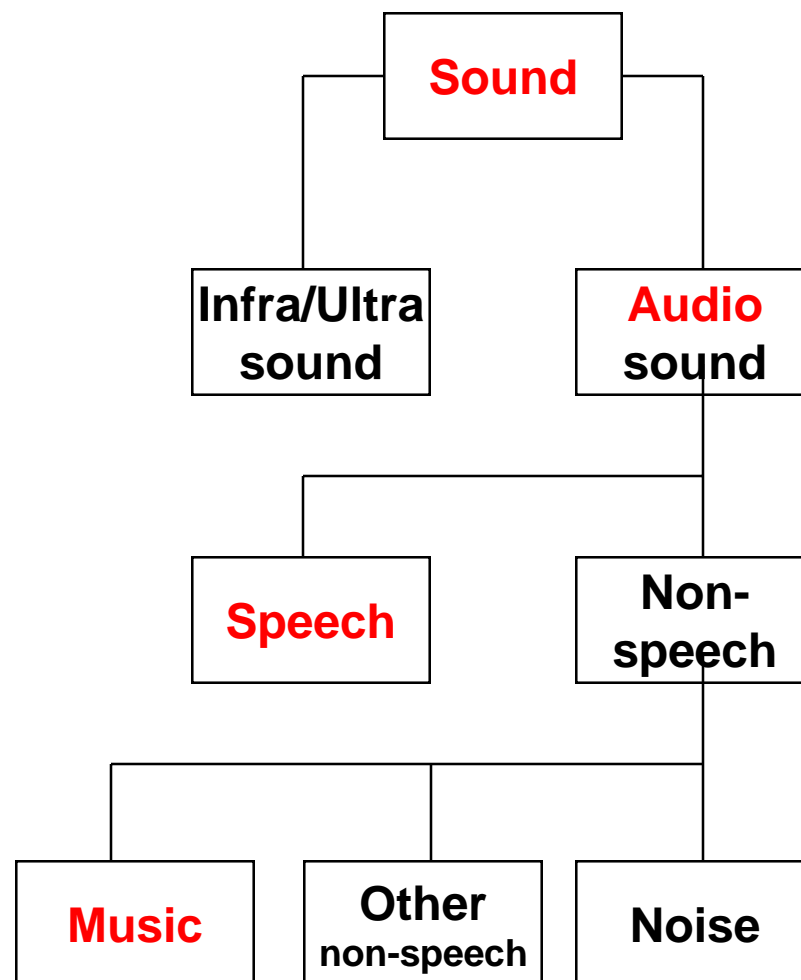 Sound
Infra/Ultra
sound
Audio
sound
Speech
Non-
speech
Music
Other
non-speech
Noise